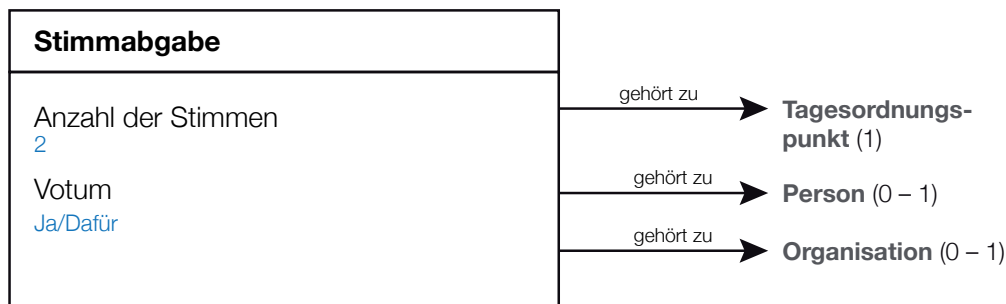 Stimmabgabe
Anzahl der Stimmen
2
Votum
Ja/Dafür
gehört zu
Tagesordnungs-
punkt (1)
gehört zu
Person (0 – 1)
gehört zu
Organisation (0 – 1)